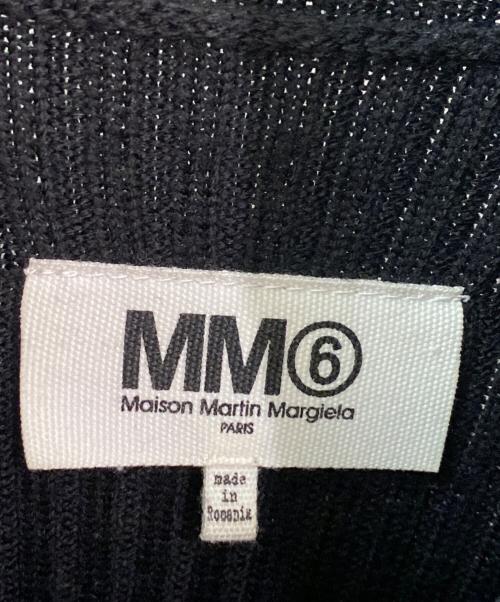 MM⑥
Maison Martin Margiela
PARIS
made
in
Romania